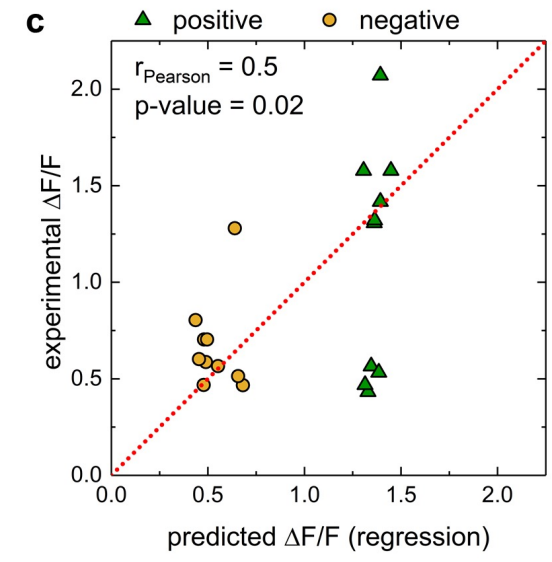 c
positive negative
rPearson = 0.5
p-value = 0.02
experimental ΔF/F
2.0
1.5
1.0
0.5
0.0
0.0 0.5 1.0 1.5 2.0
predicted ΔF/F (regression)